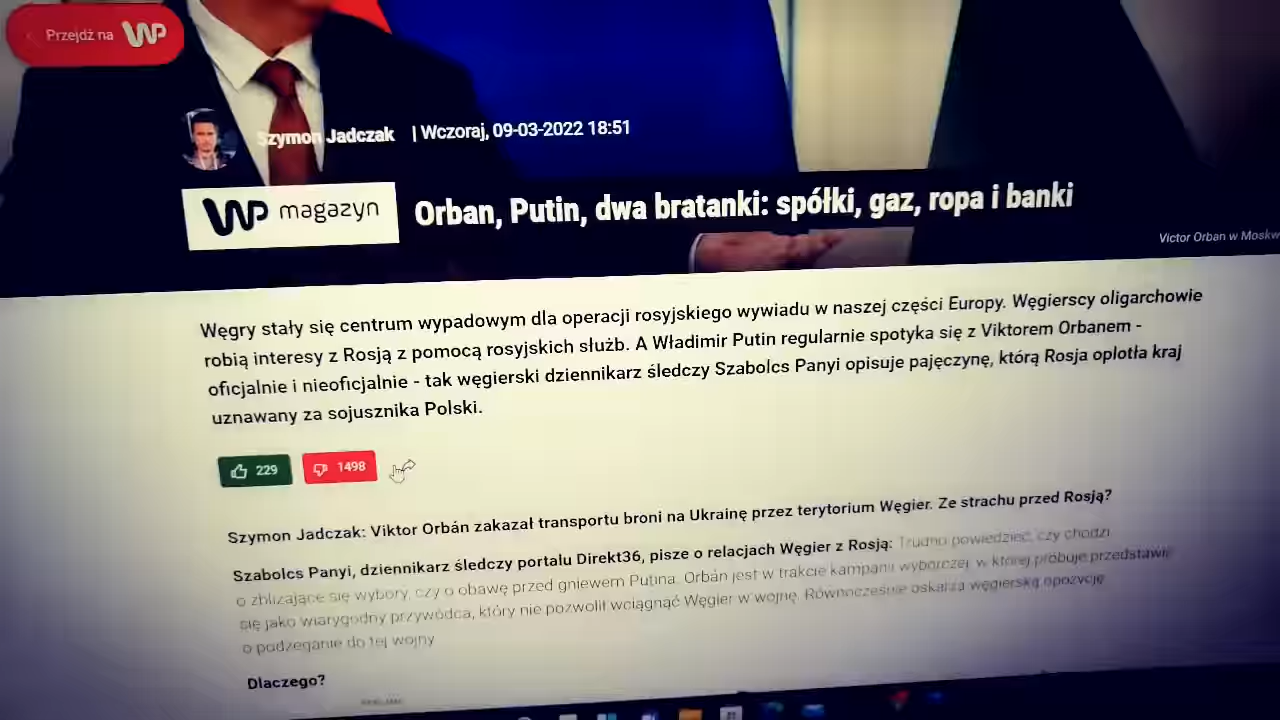 Przejdź na WP
Szymon Jadczak | Wczoraj, 09-03-2022 18:51
WP magazyn Orban, Putin, dwa bratanki: spółki, gaz, ropa i banki
Victor Orban w Moskw
Węgry stały się centrum wypadowym dla operacji rosyjskiego wywiadu w naszej części Europy. Węgierscy oligarchowie
robią interesy z Rosją z pomocą rosyjskich służb. A Władimir Putin regularnie spotyka się z Viktorem Orbanem -
oficjalnie i nieoficjalnie - tak węgierski dziennikarz śledczy Szabolcs Panyi opisuje pajęczynę, którą Rosja oplotła kraj
uznawany za sojusznika Polski.
229 1498
Szymon Jadczak: Viktor Orbán zakazał transportu broni na Ukrainę przez terytorium Węgier. Ze strachu przed Rosją?
Szabolcs Panyi, dziennikarz śledczy portalu Direkt36, pisze o relacjach Węgier z Rosją: Trudno powiedzieć, czy chodzi
o zbliżające się wybory, czy o obawę przed gniewem Putina. Orbán jest w trakcie kampanii wyborczej, w której próbuje przedstawić
się jako wiarygodny przywódca, który nie pozwolił wciągnąć Węgier w wojnę. Równocześnie oskarża węgierską opozycję
o podżeganie do tej wojny
Dlaczego?
REKLAMA